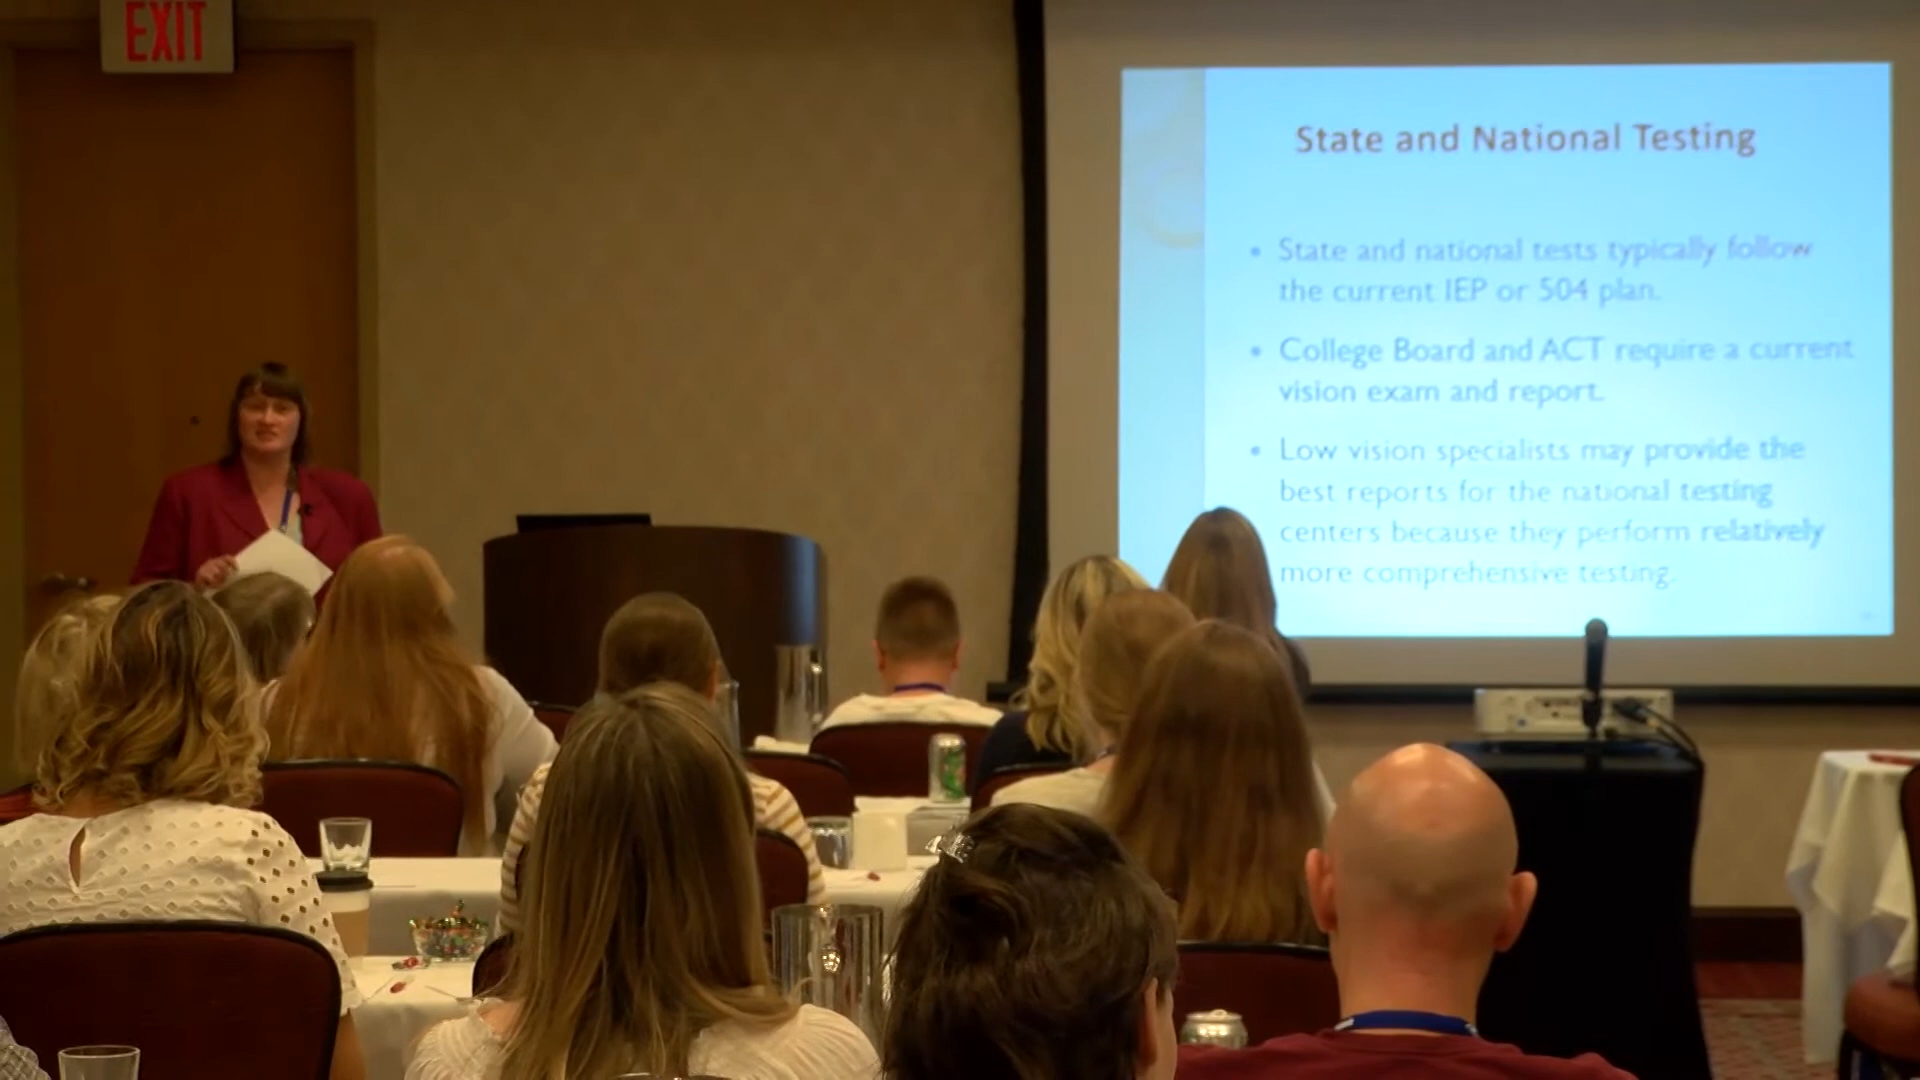 EXIT
State and National Testing
• State and national tests typically follow
the current IEP or 504 plan.
• College Board and ACT require a current
vision exam and report.
• Low vision specialists may provide the
best reports for the national testing
centers because they perform relatively
more comprehensive testing.